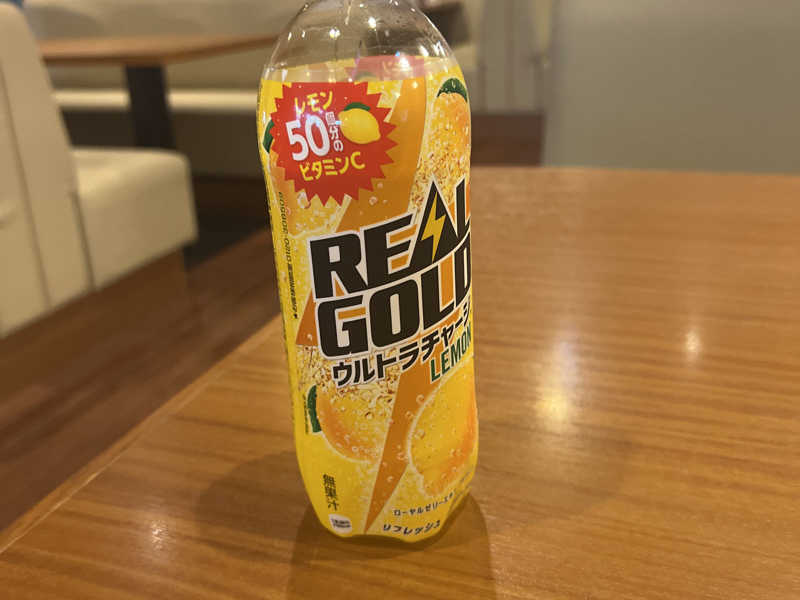 レモン
50個分の
ビタミンC
REAL
GOLD
ウルトラチャージ
LEMON
無果汁
ローヤルゼリーエキ
リフレッシュ